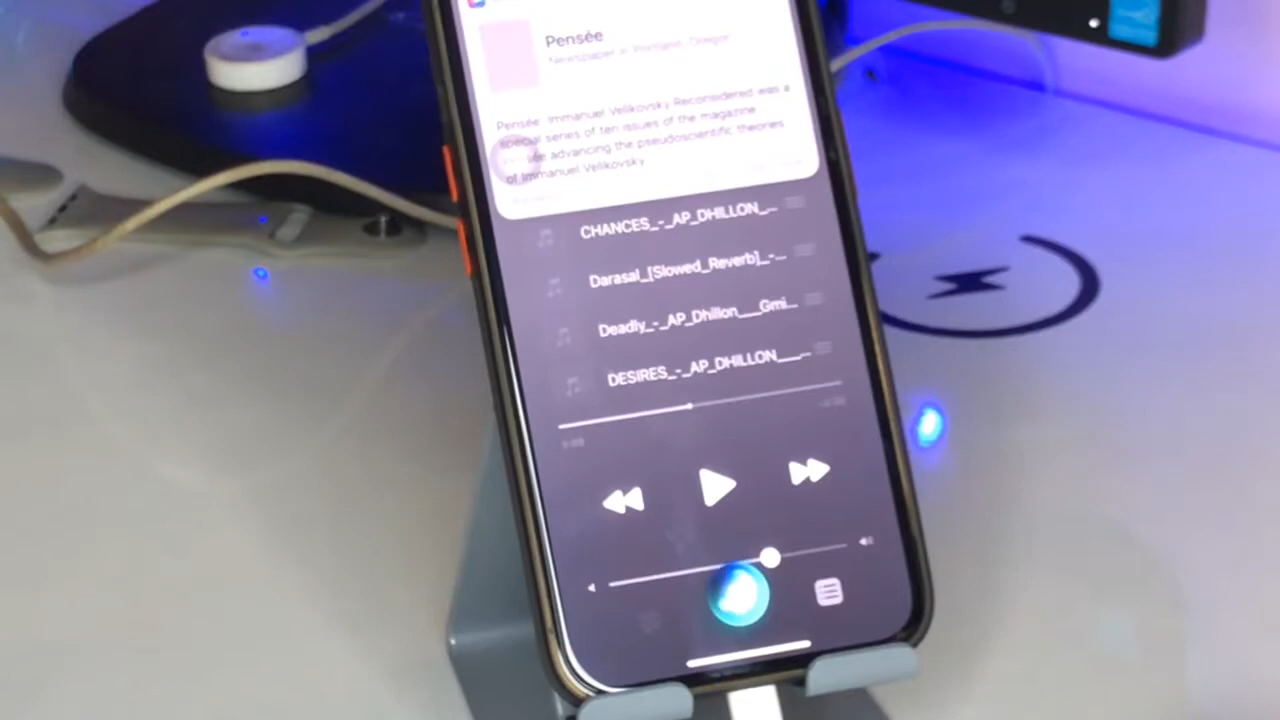 Pensée
Newspaper in Portland, Oregon
Pensée: Immanuel Velikovsky Reconsidered was a
special series of ten issues of the magazine
Pensée advancing the pseudoscientific theories
of Immanuel Velikovsky
CHANCES_-_AP_DHILLON_...
Darasal_[Slowed_Reverb]_-...
Deadly_-_AP_Dhillon___Gmi...
DESIRES_-_AP_DHILLON___...